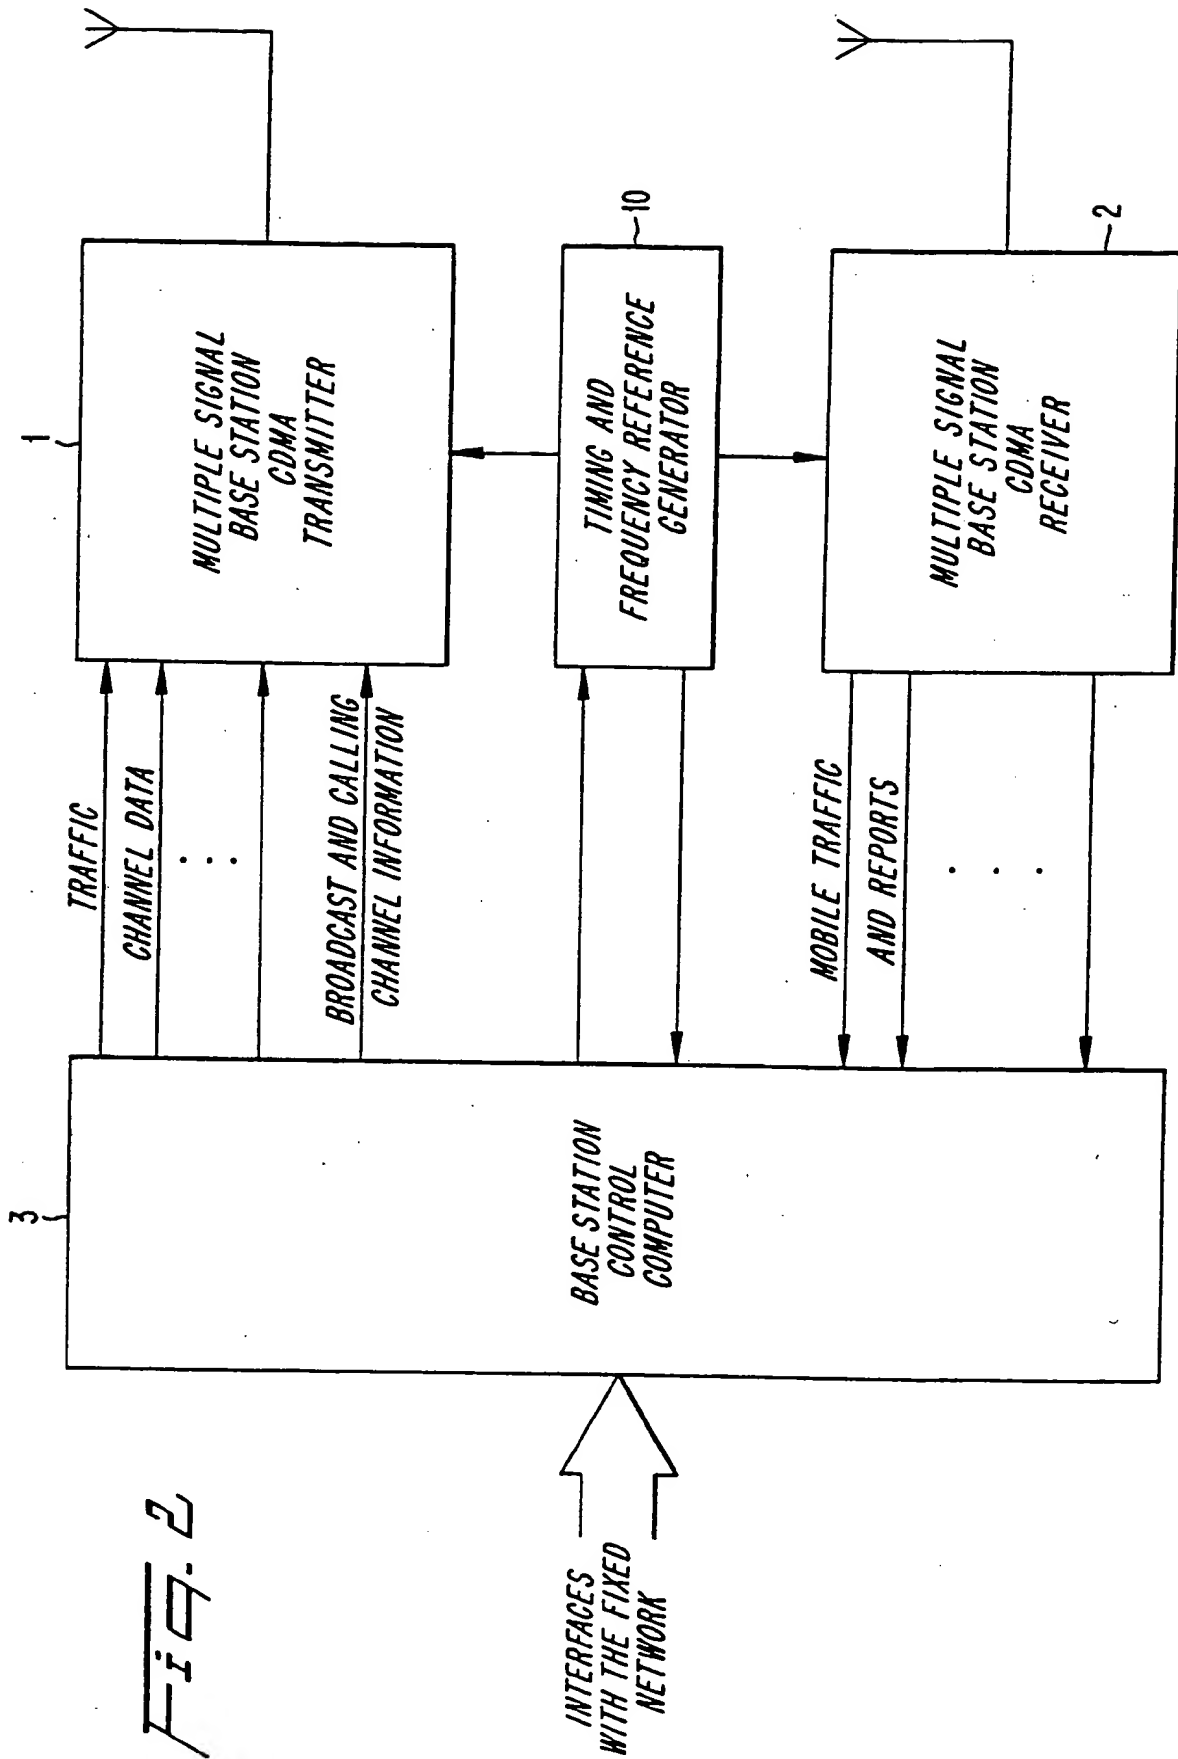 Fig. 2
INTERFACES
WITH THE FIXED
NETWORK
3
BASE STATION
CONTROL
COMPUTER
TRAFFIC
CHANNEL DATA
. . .
BROADCAST AND CALLING
CHANNEL INFORMATION
MOBILE TRAFFIC
AND REPORTS
. . .
1
MULTIPLE SIGNAL
BASE STATION
CDMA
TRANSMITTER
10
TIMING AND
FREQUENCY REFERENCE
GENERATOR
2
MULTIPLE SIGNAL
BASE STATION
CDMA
RECEIVER